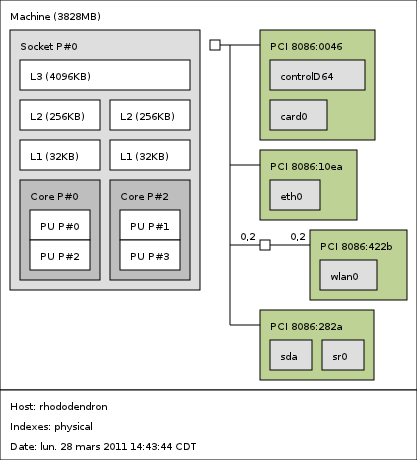 Machine (3828MB)
Socket P#0
L3 (4096KB)
L2 (256KB)
L2 (256KB)
L1 (32KB)
L1 (32KB)
Core P#0
PU P#0
PU P#2
Core P#2
PU P#1
PU P#3
PCI 8086:0046
controlD64
card0
PCI 8086:10ea
eth0
0,2
0,2
PCI 8086:422b
wlan0
PCI 8086:282a
sda
sr0
Host: rhododendron
Indexes: physical
Date: lun. 28 mars 2011 14:43:44 CDT